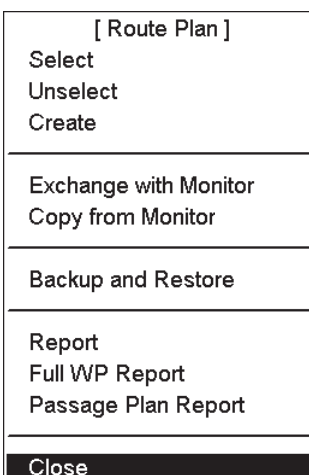 [ Route Plan ]
Select
Unselect
Create
Exchange with Monitor
Copy from Monitor
Backup and Restore
Report
Full WP Report
Passage Plan Report
Close